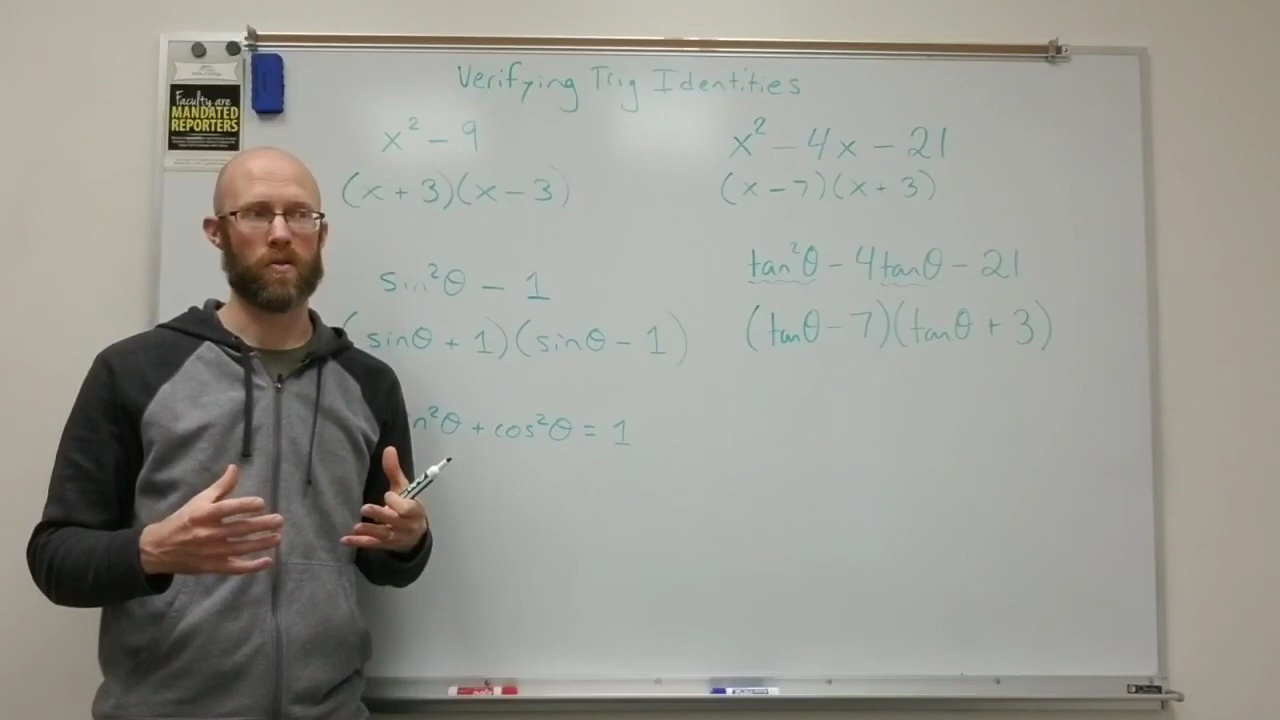 Verifying Trig Identities
Faculty are
MANDATED
REPORTERS
x² - 9
(x + 3)(x - 3)
sin²θ - 1
(sinθ + 1)(sinθ - 1)
n²θ + cos²θ = 1
x² - 4x - 21
(x - 7)(x + 3)
tan²θ - 4tanθ - 21
(tanθ - 7)(tanθ + 3)